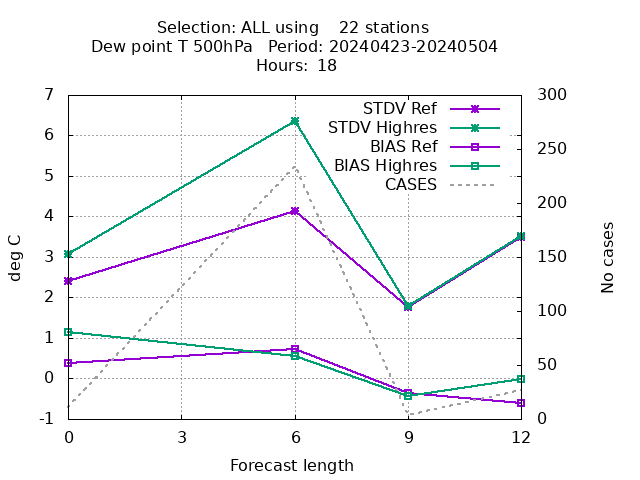 Selection: ALL using 22 stations
Dew point T 500hPa Period: 20240423-20240504
Hours: 18
STDV Ref
STDV Highres
BIAS Ref
BIAS Highres
CASES
7
6
5
4
3
2
1
0
-1
deg C
300
250
200
150
100
50
0
No cases
0 3 6 9 12
Forecast length